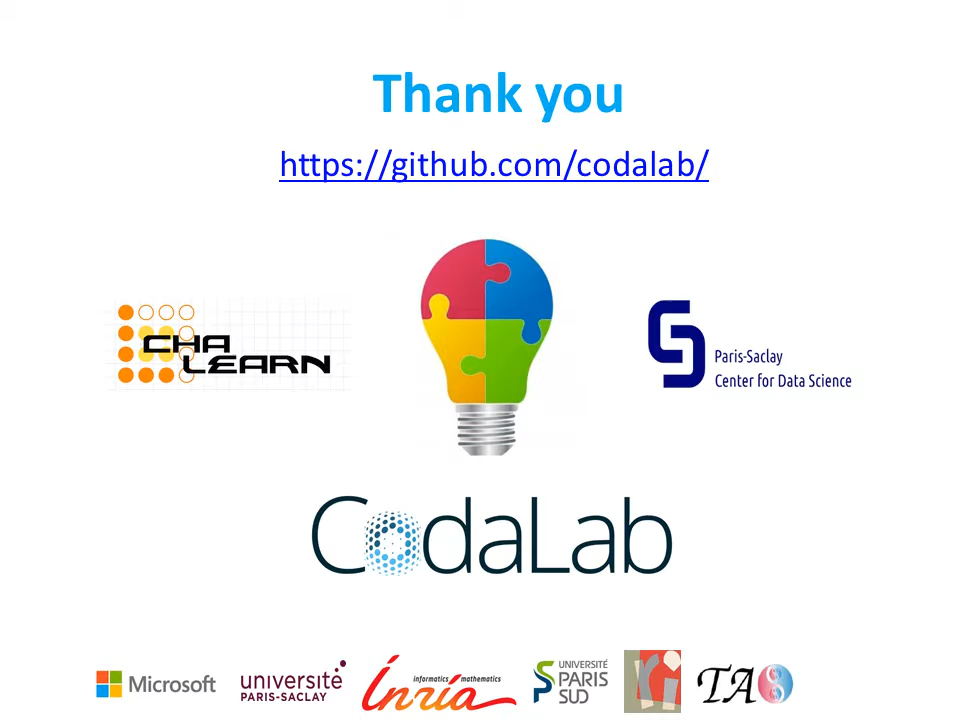 Thank you
https://github.com/codalab/
CHA
LEARN
Paris-Saclay
Center for Data Science
CodaLab
Microsoft
université
PARIS-SACLAY
Inría
informatics mathematics
UNIVERSITÉ
PARIS
SUD
TAO